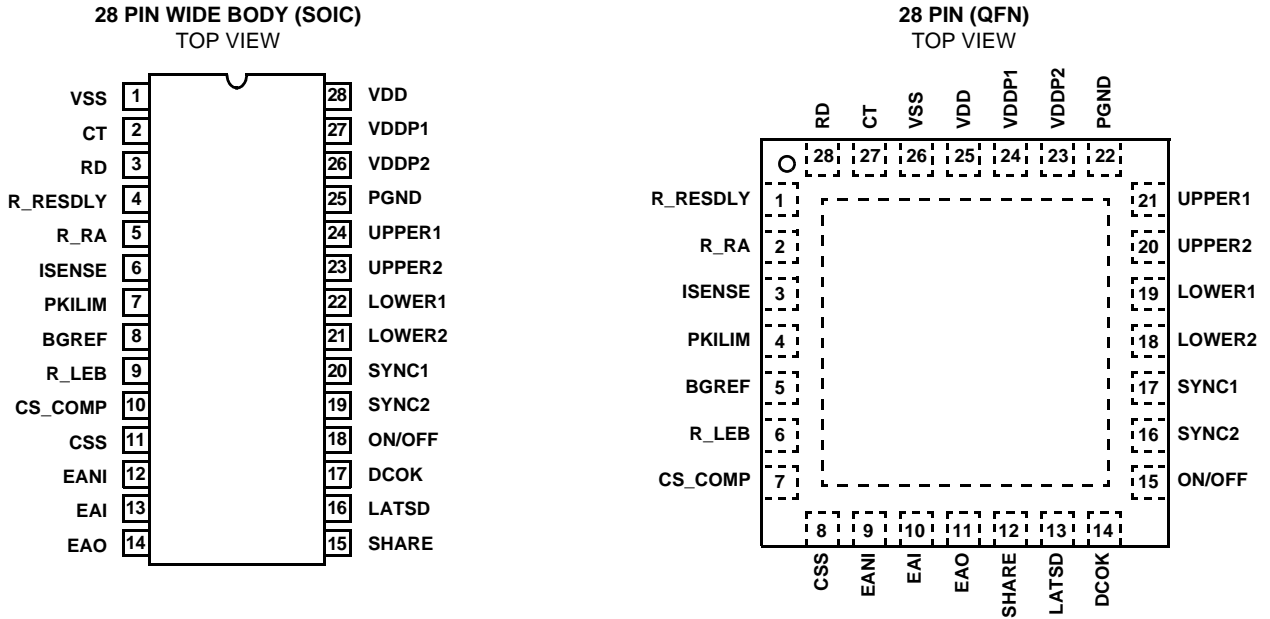 28 PIN WIDE BODY (SOIC)
TOP VIEW
VSS 1
CT 2
RD 3
R_RESDLY 4
R_RA 5
ISENSE 6
PKILIM 7
BGREF 8
R_LEB 9
CS_COMP 10
CSS 11
EANI 12
EAI 13
EAO 14
28 VDD
27 VDDP1
26 VDDP2
25 PGND
24 UPPER1
23 UPPER2
22 LOWER1
21 LOWER2
20 SYNC1
19 SYNC2
18 ON/OFF
17 DCOK
16 LATSD
15 SHARE
28 PIN (QFN)
TOP VIEW
RD
CT
VSS
VDD
VDDP1
VDDP2
PGND
28 27 26 25 24 23 22
R_RESDLY 1
R_RA 2
ISENSE 3
PKILIM 4
BGREF 5
R_LEB 6
CS_COMP 7
21 UPPER1
20 UPPER2
19 LOWER1
18 LOWER2
17 SYNC1
16 SYNC2
15 ON/OFF
8 9 10 11 12 13 14
CSS
EANI
EAI
EAO
SHARE
LATSD
DCOK